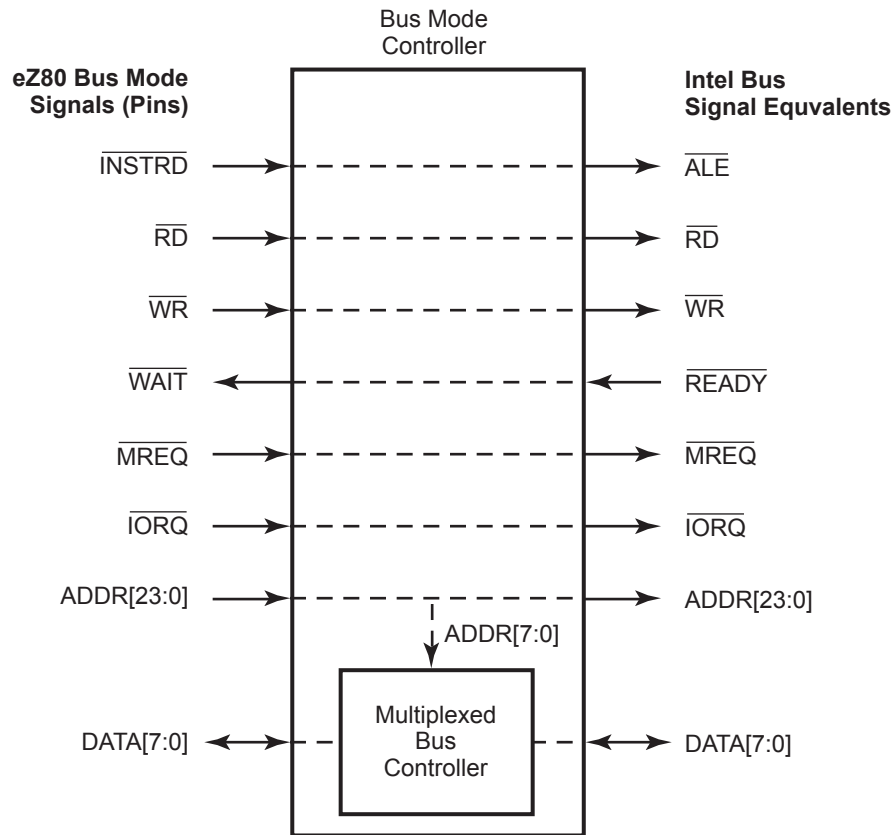 Bus Mode
Controller
eZ80 Bus Mode
Signals (Pins)
Intel Bus
Signal Equvalents
INSTRD
ALE
RD
RD
WR
WR
WAIT
READY
MREQ
MREQ
IORQ
IORQ
ADDR[23:0]
ADDR[23:0]
ADDR[7:0]
Multiplexed
Bus
Controller
DATA[7:0]
DATA[7:0]